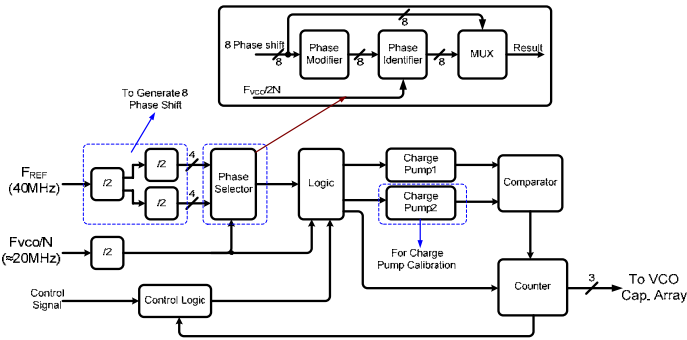 8
8 Phase shift
8
Phase
Modifier
8
Phase
Identifier
8
MUX
Result
FVCO/2N
To Generate 8
Phase Shift
FREF
(40MHz)
/2
/2
/2
4
4
Phase
Selector
Logic
Charge
Pump1
Charge
Pump2
Comparator
Fvco/N
(≈20MHz)
/2
For Charge
Pump Calibration
Control
Signal
Control Logic
Counter
3
To VCO
Cap. Array